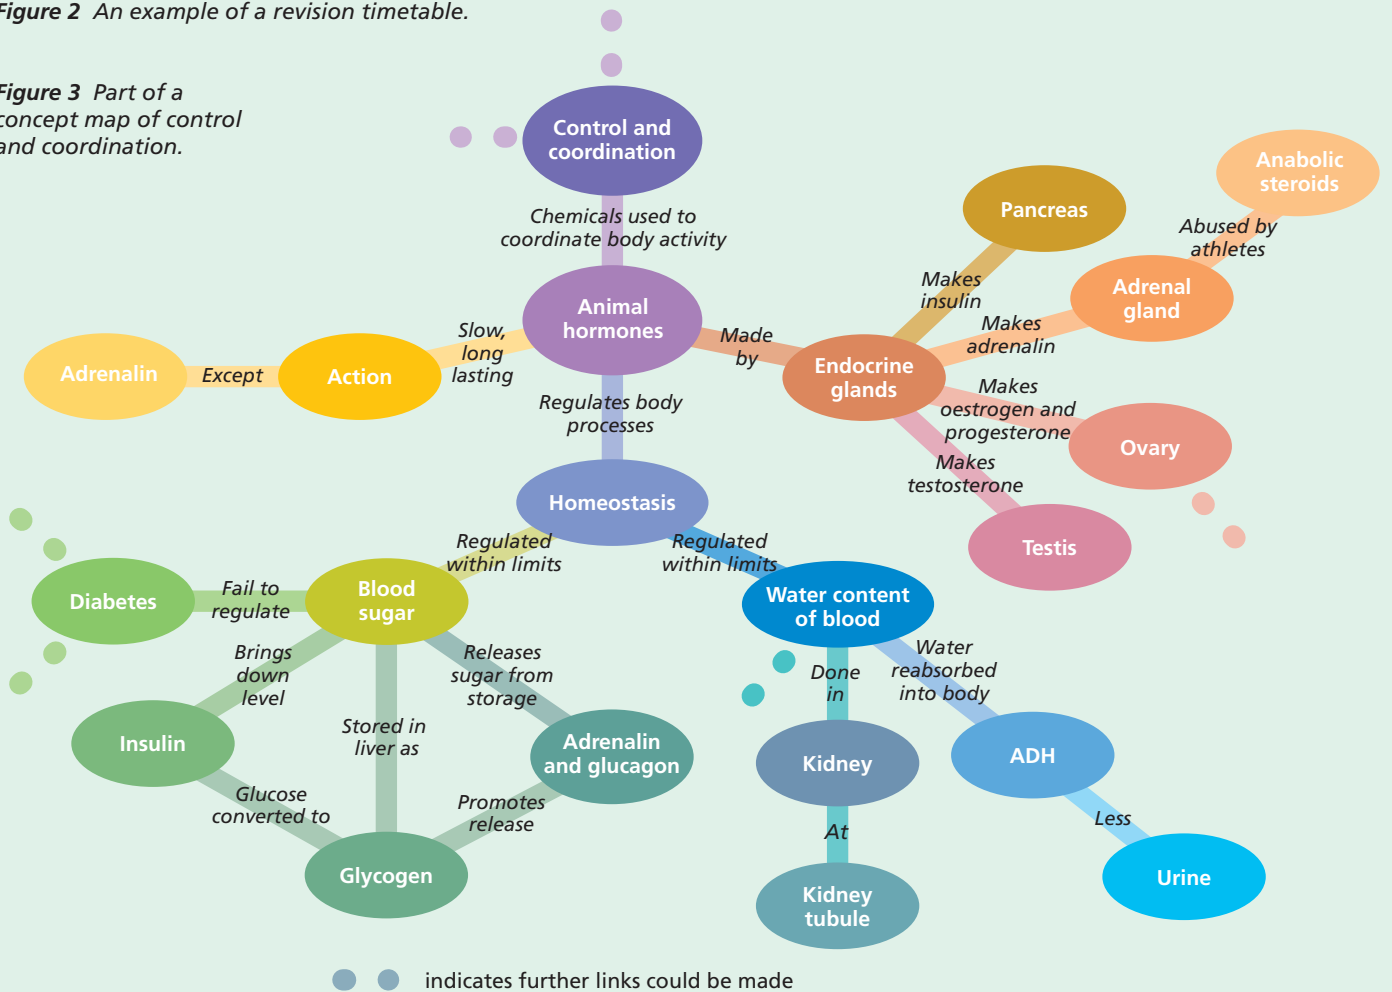 Figure 2 An example of a revision timetable.
Figure 3 Part of a
concept map of control
and coordination.
Control and
coordination
Chemicals used to
coordinate body activity
Animal
hormones
Slow,
long
lasting
Action
Except
Adrenalin
Made
by
Endocrine
glands
Makes
insulin
Pancreas
Makes
adrenalin
Adrenal
gland
Abused by
athletes
Anabolic
steroids
Makes
oestrogen and
progesterone
Ovary
Makes
testosterone
Testis
Regulates body
processes
Homeostasis
Regulated
within limits
Blood
sugar
Fail to
regulate
Diabetes
Brings
down
level
Insulin
Glucose
converted to
Stored in
liver as
Glycogen
Releases
sugar from
storage
Adrenalin
and glucagon
Promotes
release
Regulated
within limits
Water content
of blood
Done
in
Kidney
At
Kidney
tubule
Water
reabsorbed
into body
ADH
Less
Urine
indicates further links could be made